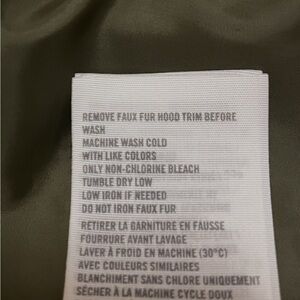 REMOVE FAUX FUR HOOD TRIM BEFORE
WASH
MACHINE WASH COLD
WITH LIKE COLORS
ONLY NON-CHLORINE BLEACH
TUMBLE DRY LOW
LOW IRON IF NEEDED
DO NOT IRON FAUX FUR
RETIRER LA GARNITURE EN FAUSSE
FOURRURE AVANT LAVAGE
LAVER À FROID EN MACHINE (30°C)
AVEC COULEURS SIMILAIRES
BLANCHIMENT SANS CHLORE UNIQUEMENT
SÉCHER À LA MACHINE CYCLE DOUX